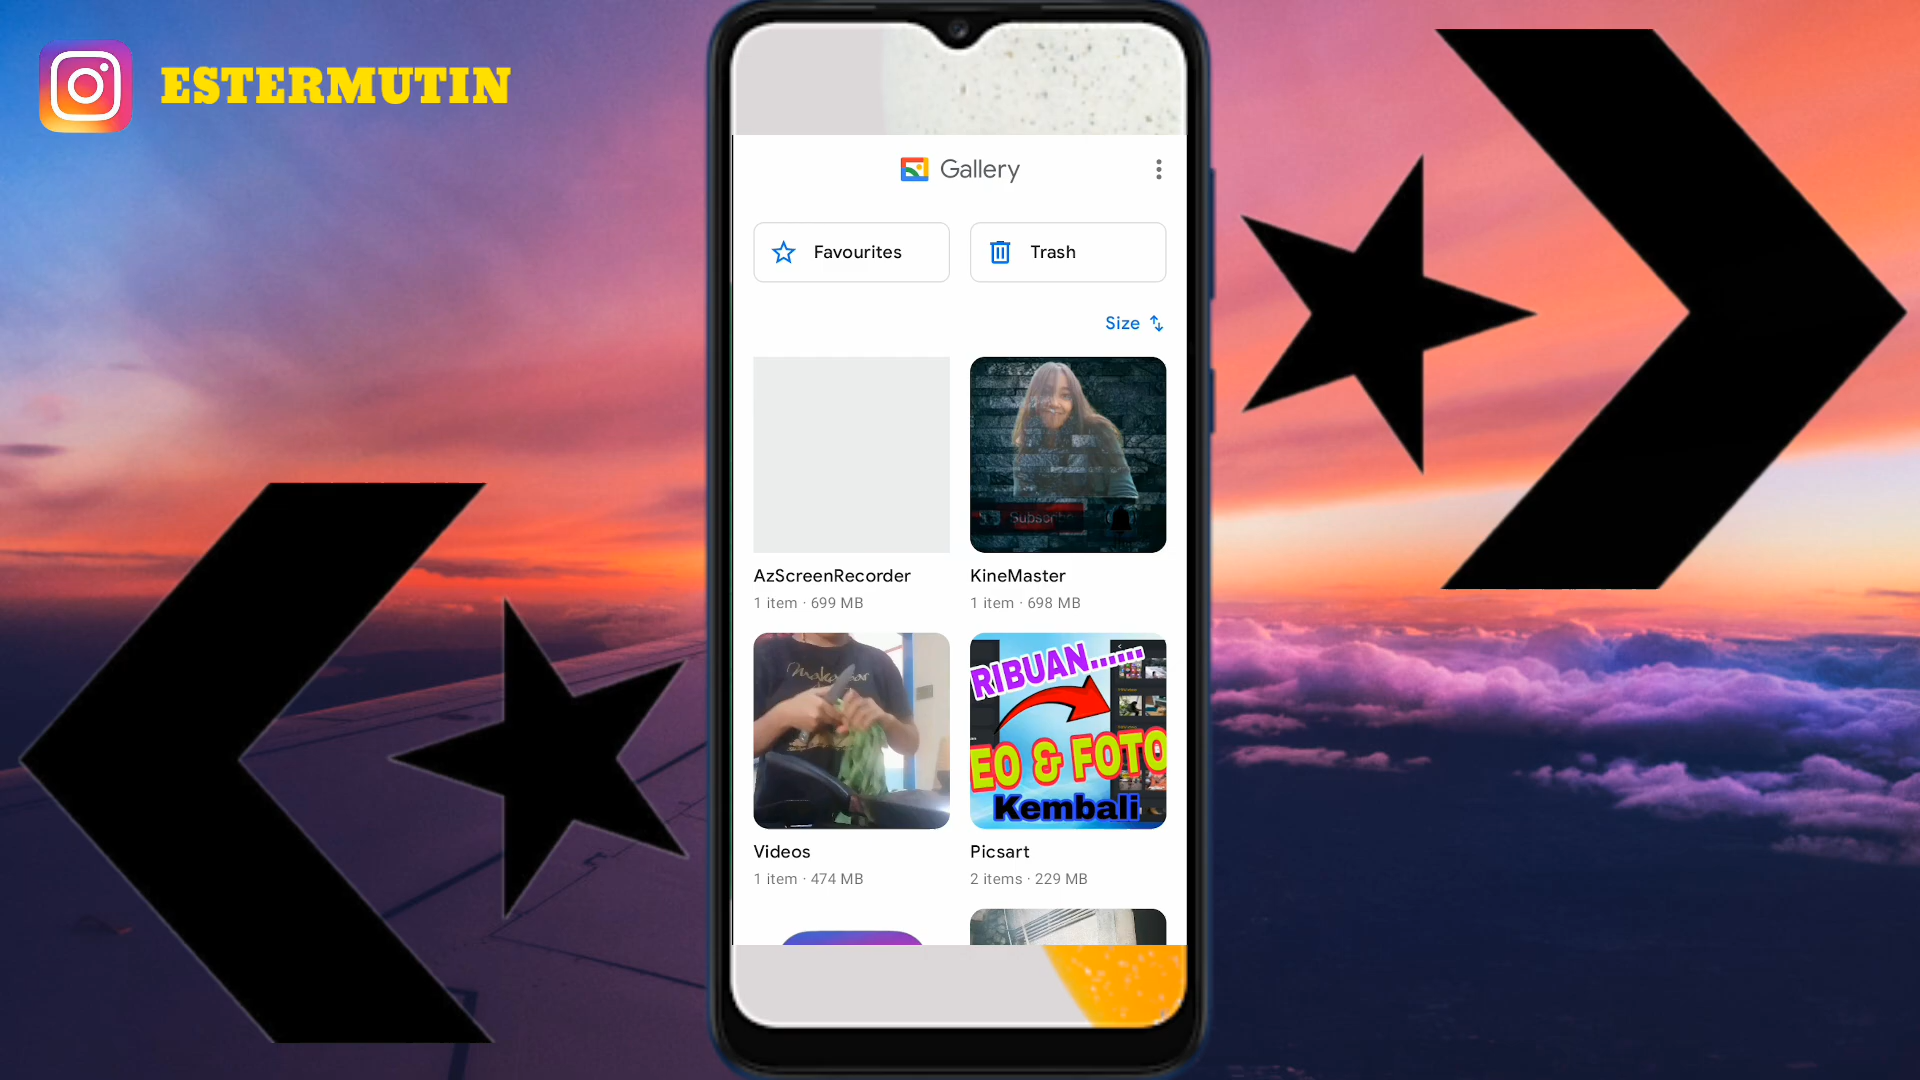 ESTERMUTIN
Gallery
Favourites
Trash
Size
Subscribe
AzScreenRecorder
1 item · 699 MB
KineMaster
1 item · 698 MB
RIBUAN......
EO & FOTO
Kembali
Videos
1 item · 474 MB
Picsart
2 items · 229 MB